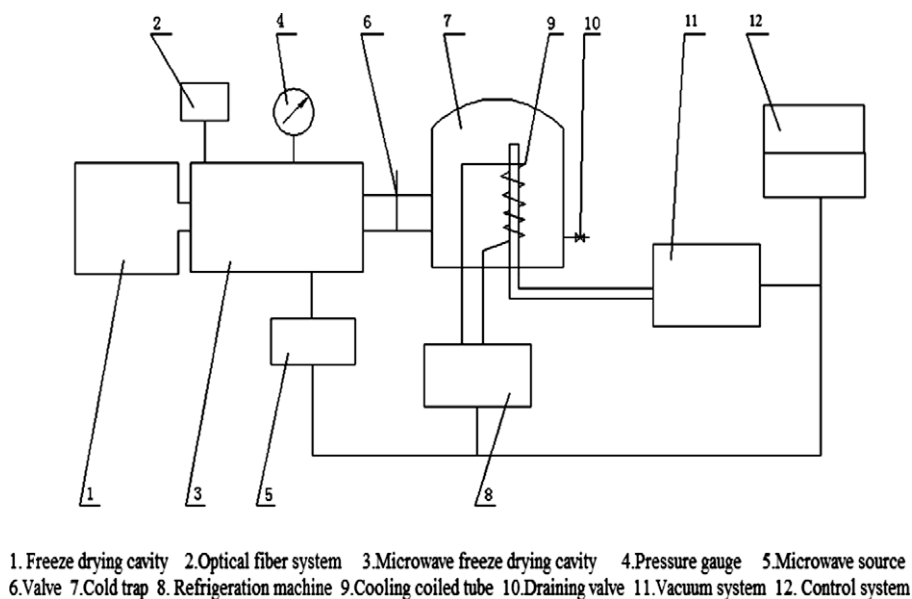 2 4 6 7 9 10 11 12
1 3 5 8
1. Freeze drying cavity 2.Optical fiber system 3.Microwave freeze drying cavity 4.Pressure gauge 5.Microwave source
6.Valve 7.Cold trap 8. Refrigeration machine 9.Cooling coiled tube 10.Draining valve 11.Vacuum system 12. Control system